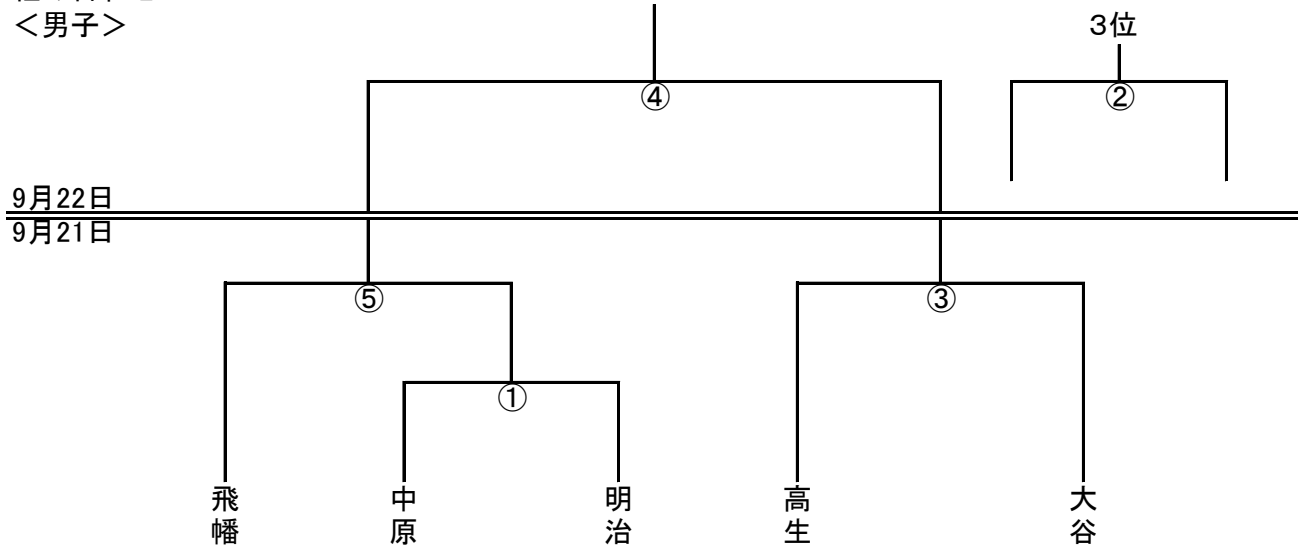 ＜男子＞
3位
④
②
9月22日
9月21日
⑤
③
①
飛幡
中原
明治
高生
大谷